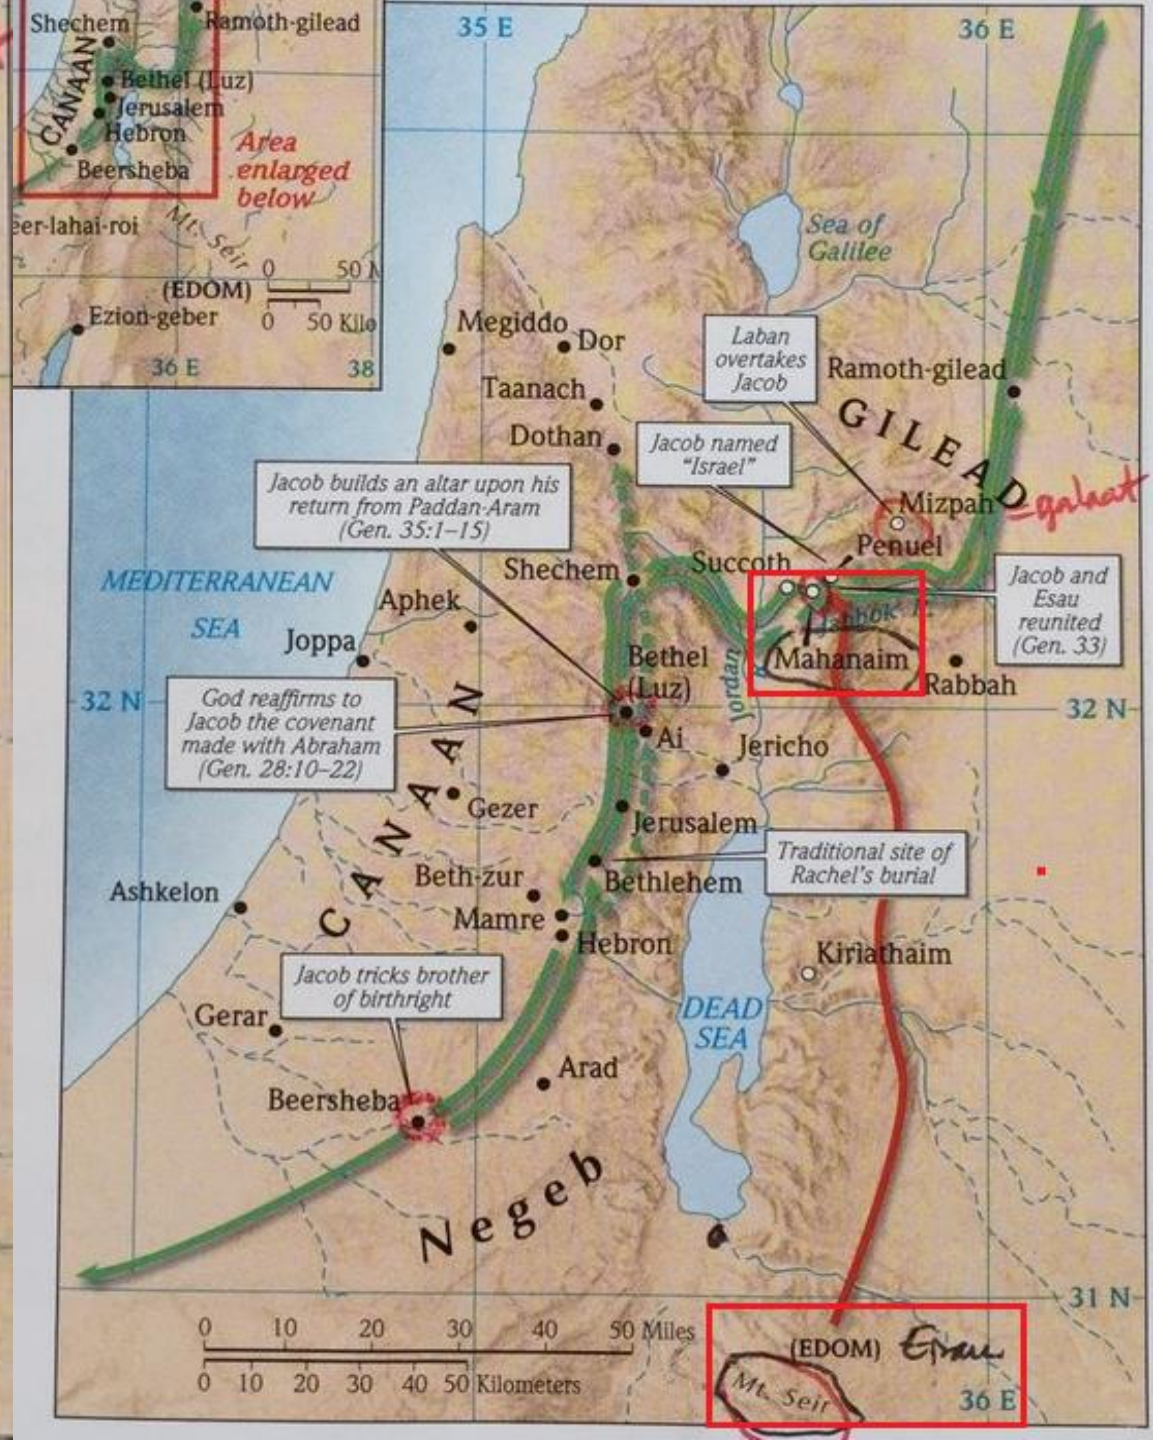 Shechem
Ramoth-gilead
CANAAN
Bethel (Luz)
Jerusalem
Hebron
Beersheba
Area
enlarged
below
eer-lahai-roi
Mt. Seir
(EDOM)
0 50 M
0 50 Kilo
Ezion-geber
36 E 38
35 E
36 E
Sea of
Galilee
Megiddo
Dor
Taanach
Dothan
Laban
overtakes
Jacob
Ramoth-gilead
GILEAD
Jacob named
"Israel"
Mizpah
Penuel
Jacob builds an altar upon his
return from Paddan-Aram
(Gen. 35:1–15)
Shechem
Succoth
Jacob and
Esau
reunited
(Gen. 33)
MEDITERRANEAN
SEA
Aphek
Joppa
Jabbok R.
Mahanaim
Rabbah
Jordan
Bethel
(Luz)
32 N
32 N
God reaffirms to
Jacob the covenant
made with Abraham
(Gen. 28:10–22)
Ai
Jericho
CANAAN
Gezer
Jerusalem
Traditional site of
Rachel's burial
Beth-zur
Bethlehem
Ashkelon
Mamre
Hebron
Kiriathaim
Jacob tricks brother
of birthright
DEAD
SEA
Gerar
Arad
Beersheba
Negeb
31 N
0 10 20 30 40 50 Miles
0 10 20 30 40 50 Kilometers
(EDOM)
Mt. Seir
36 E